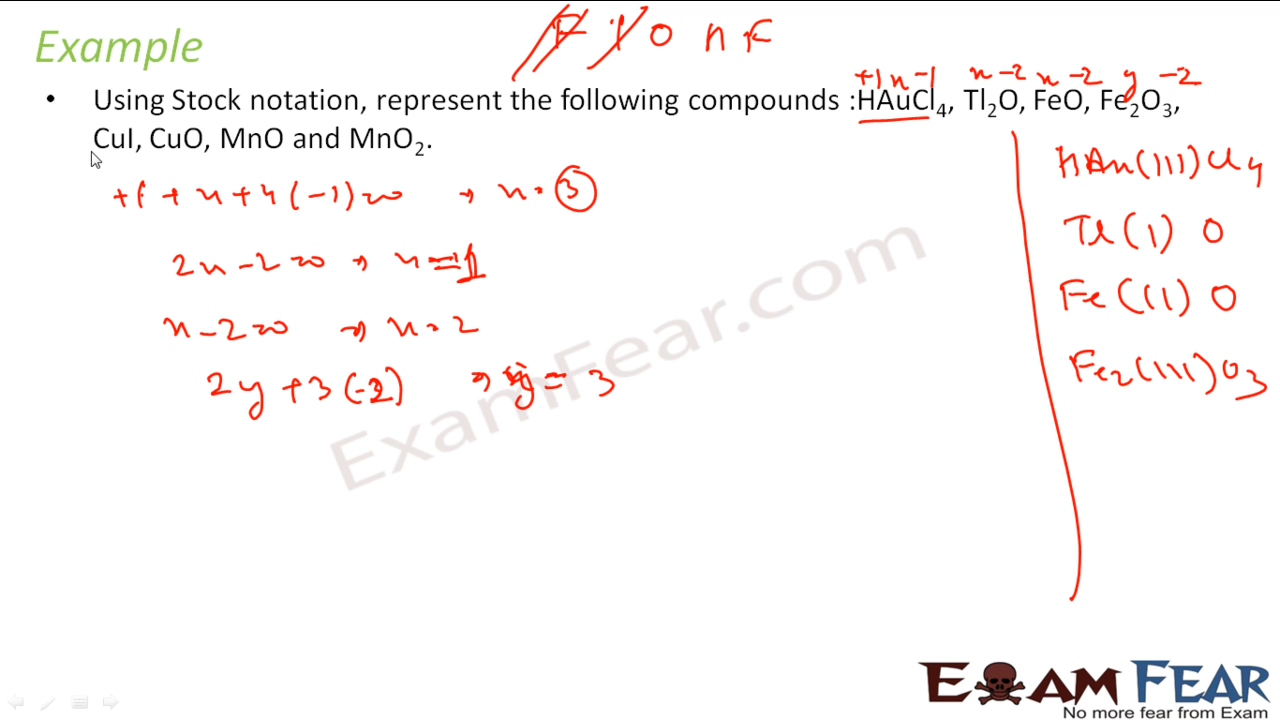 Example
O n F
+1 x -1 x -2 x -2 y -2
• Using Stock notation, represent the following compounds :HAuCl4, Tl2O, FeO, Fe2O3,
CuI, CuO, MnO and MnO2.
+1 + x + 4(-1) = 0 → x = 3
2x - 2 = 0 → x = 1
x - 2 = 0 → x = 2
2y + 3(-2) → y = 3
HAu(III)Cl4
Tl(I) O
Fe(II) O
Fe2(III)O3
ExamFear.com
EXAM FEAR
No more fear from Exam